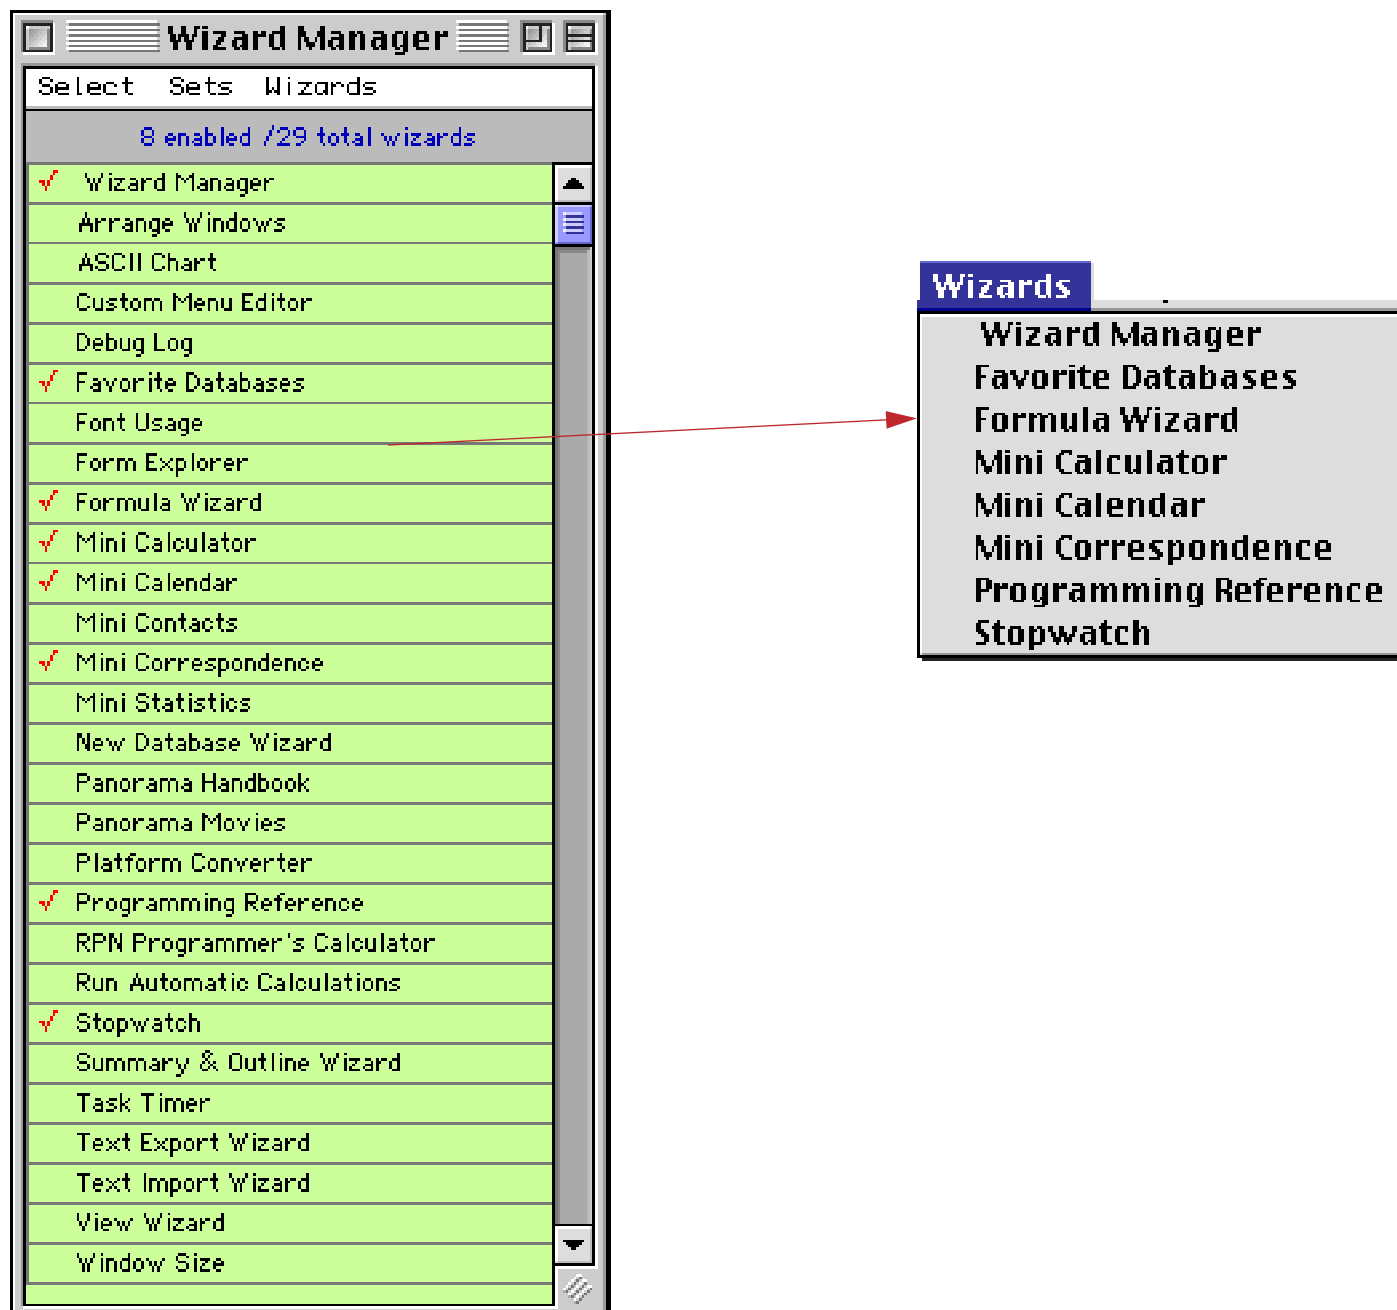 Wizard Manager
Select Sets Wizards
8 enabled /29 total wizards
√ Wizard Manager
Arrange Windows
ASCII Chart
Custom Menu Editor
Debug Log
√ Favorite Databases
Font Usage
Form Explorer
√ Formula Wizard
√ Mini Calculator
√ Mini Calendar
Mini Contacts
√ Mini Correspondence
Mini Statistics
New Database Wizard
Panorama Handbook
Panorama Movies
Platform Converter
√ Programming Reference
RPN Programmer's Calculator
Run Automatic Calculations
√ Stopwatch
Summary & Outline Wizard
Task Timer
Text Export Wizard
Text Import Wizard
View Wizard
Window Size
Wizards
Wizard Manager
Favorite Databases
Formula Wizard
Mini Calculator
Mini Calendar
Mini Correspondence
Programming Reference
Stopwatch